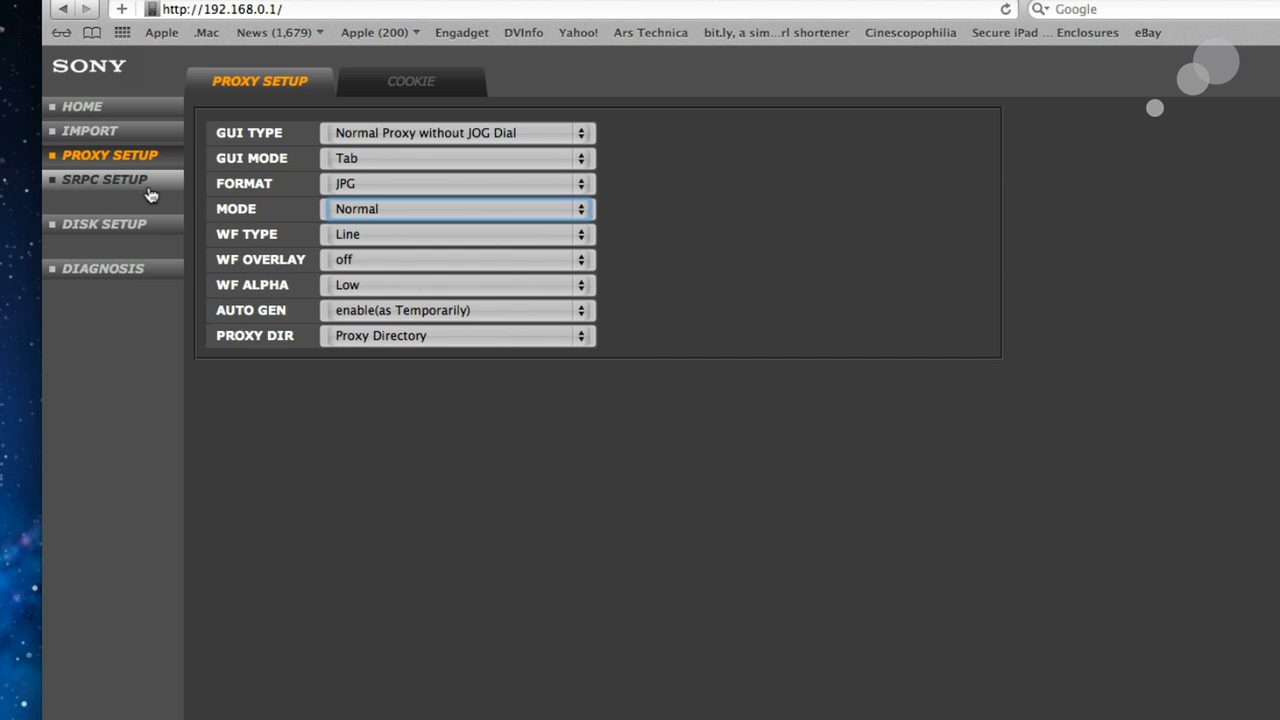 http://192.168.0.1/
Google
Apple .Mac News (1,679) Apple (200) Engadget DVInfo Yahoo! Ars Technica bit.ly, a sim...rl shortener Cinescopophilia Secure iPad ... Enclosures eBay
SONY
PROXY SETUP COOKIE
HOME
IMPORT
PROXY SETUP
SRPC SETUP
DISK SETUP
DIAGNOSIS
GUI TYPE Normal Proxy without JOG Dial
GUI MODE Tab
FORMAT JPG
MODE Normal
WF TYPE Line
WF OVERLAY off
WF ALPHA Low
AUTO GEN enable(as Temporarily)
PROXY DIR Proxy Directory